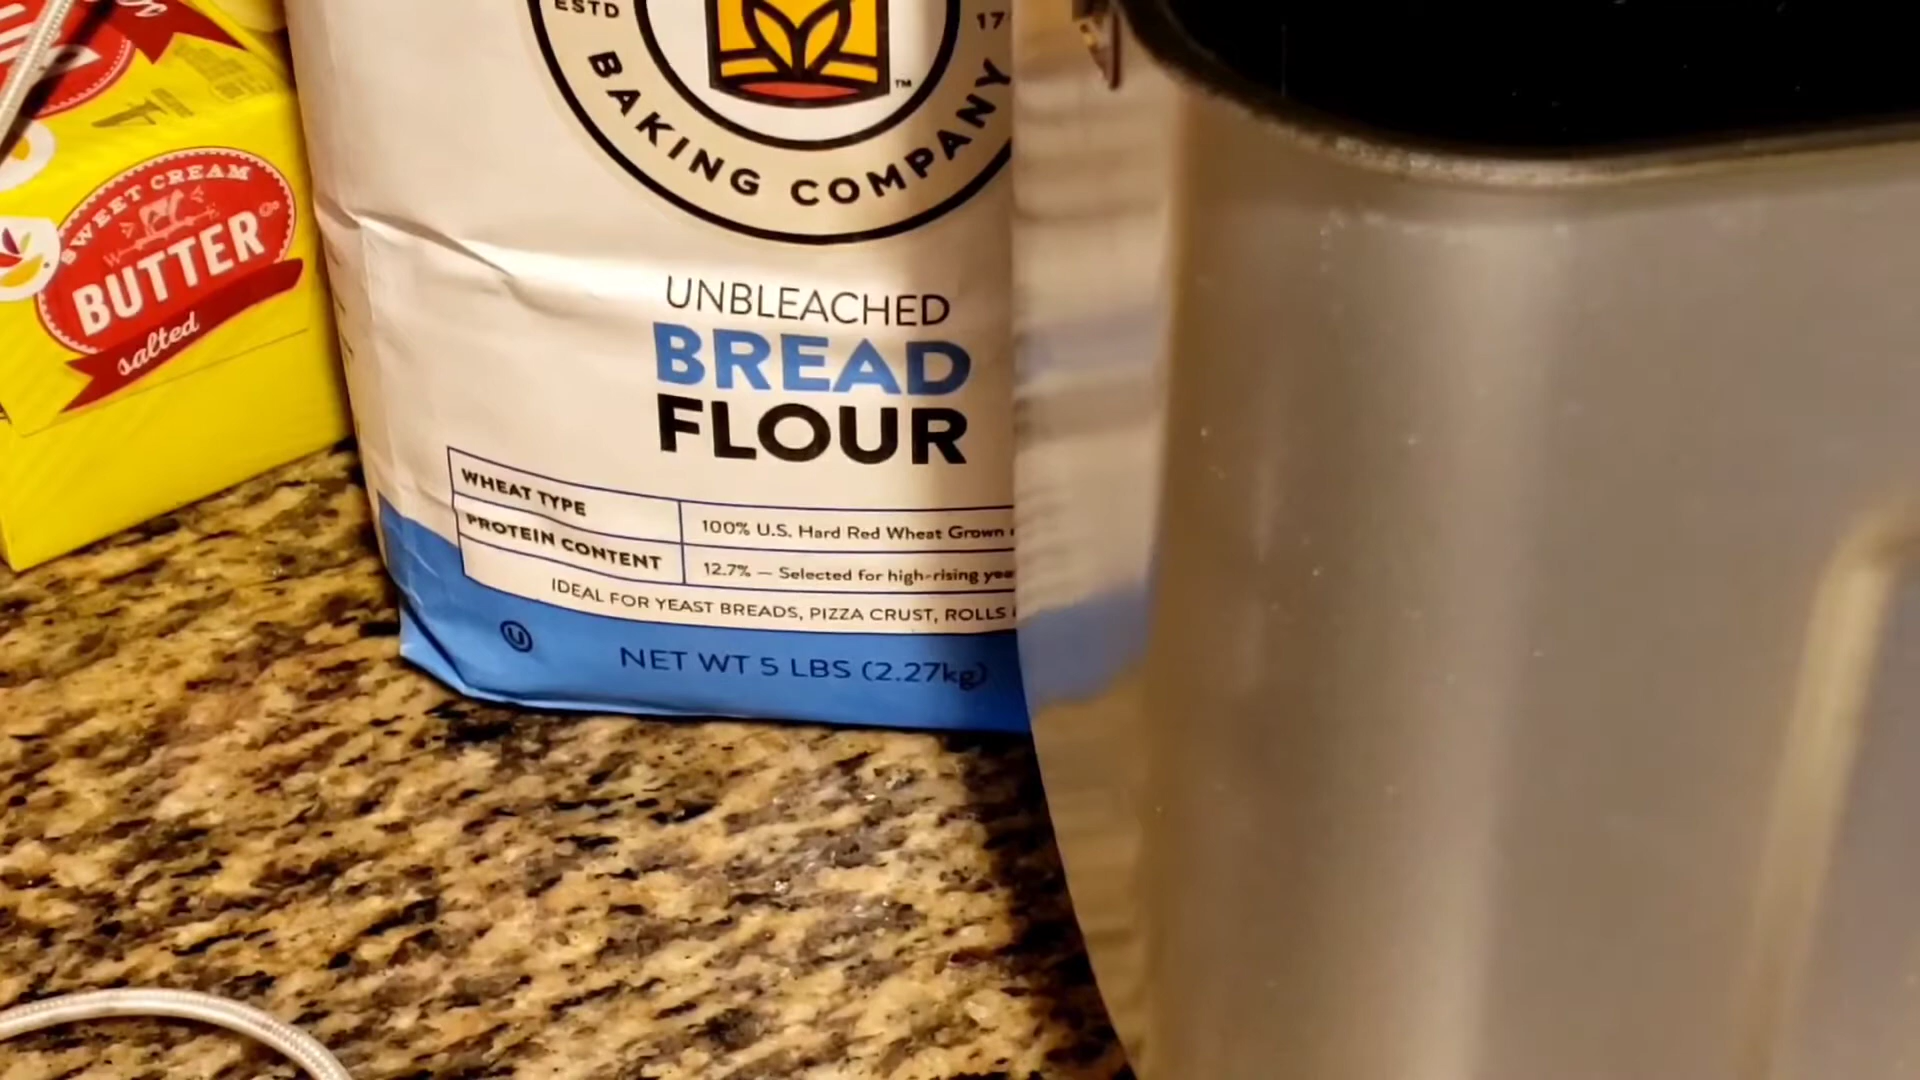 SWEET CREAM
BUTTER
salted
ESTD
17
BAKING COMPANY
™
UNBLEACHED
BREAD
FLOUR
WHEAT TYPE
100% U.S. Hard Red Wheat Grown
PROTEIN CONTENT
12.7% — Selected for high-rising
IDEAL FOR YEAST BREADS, PIZZA CRUST, ROLLS
U
NET WT 5 LBS (2.27kg)